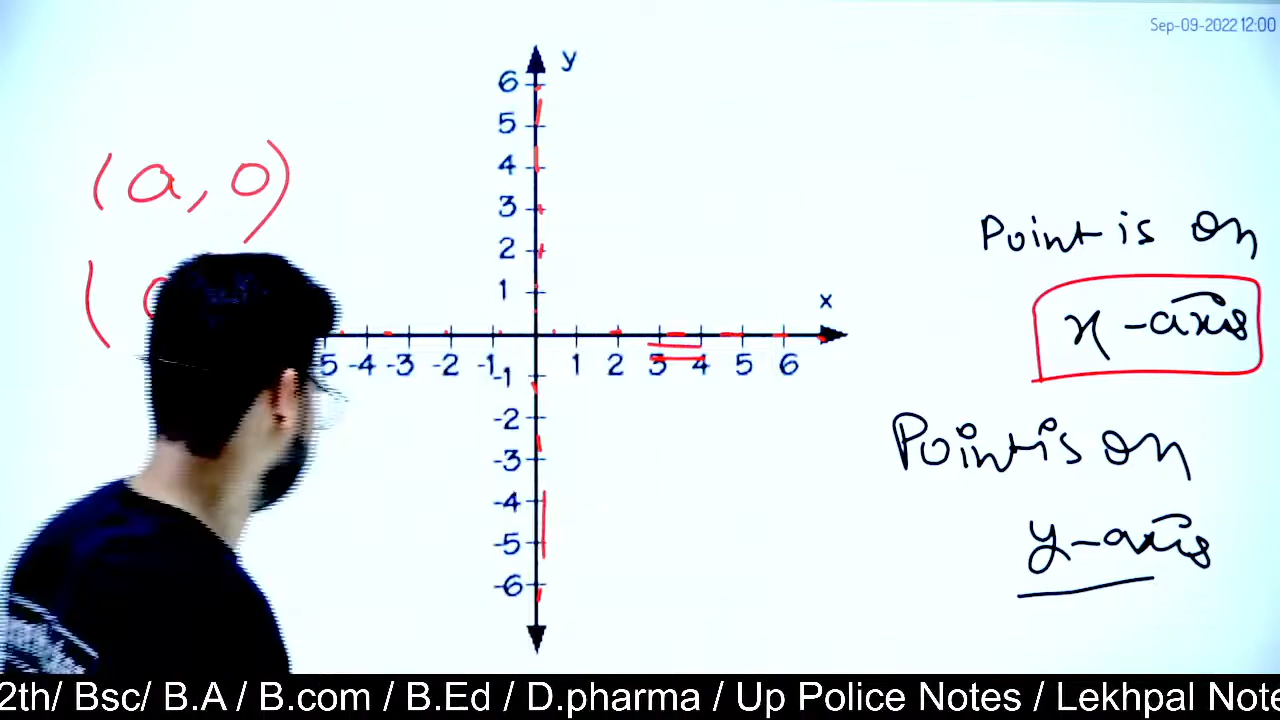 Sep-09-2022 12:00
y
6
5
4
3
2
1
x
5 -4 -3 -2 -1 1 2 3 4 5 6
-1
-2
-3
-4
-5
-6
(a, 0)
(
Point is on
x-axis
Point is on
y-axis
2th/ Bsc/ B.A / B.com / B.Ed / D.pharma / Up Police Notes / Lekhpal Note